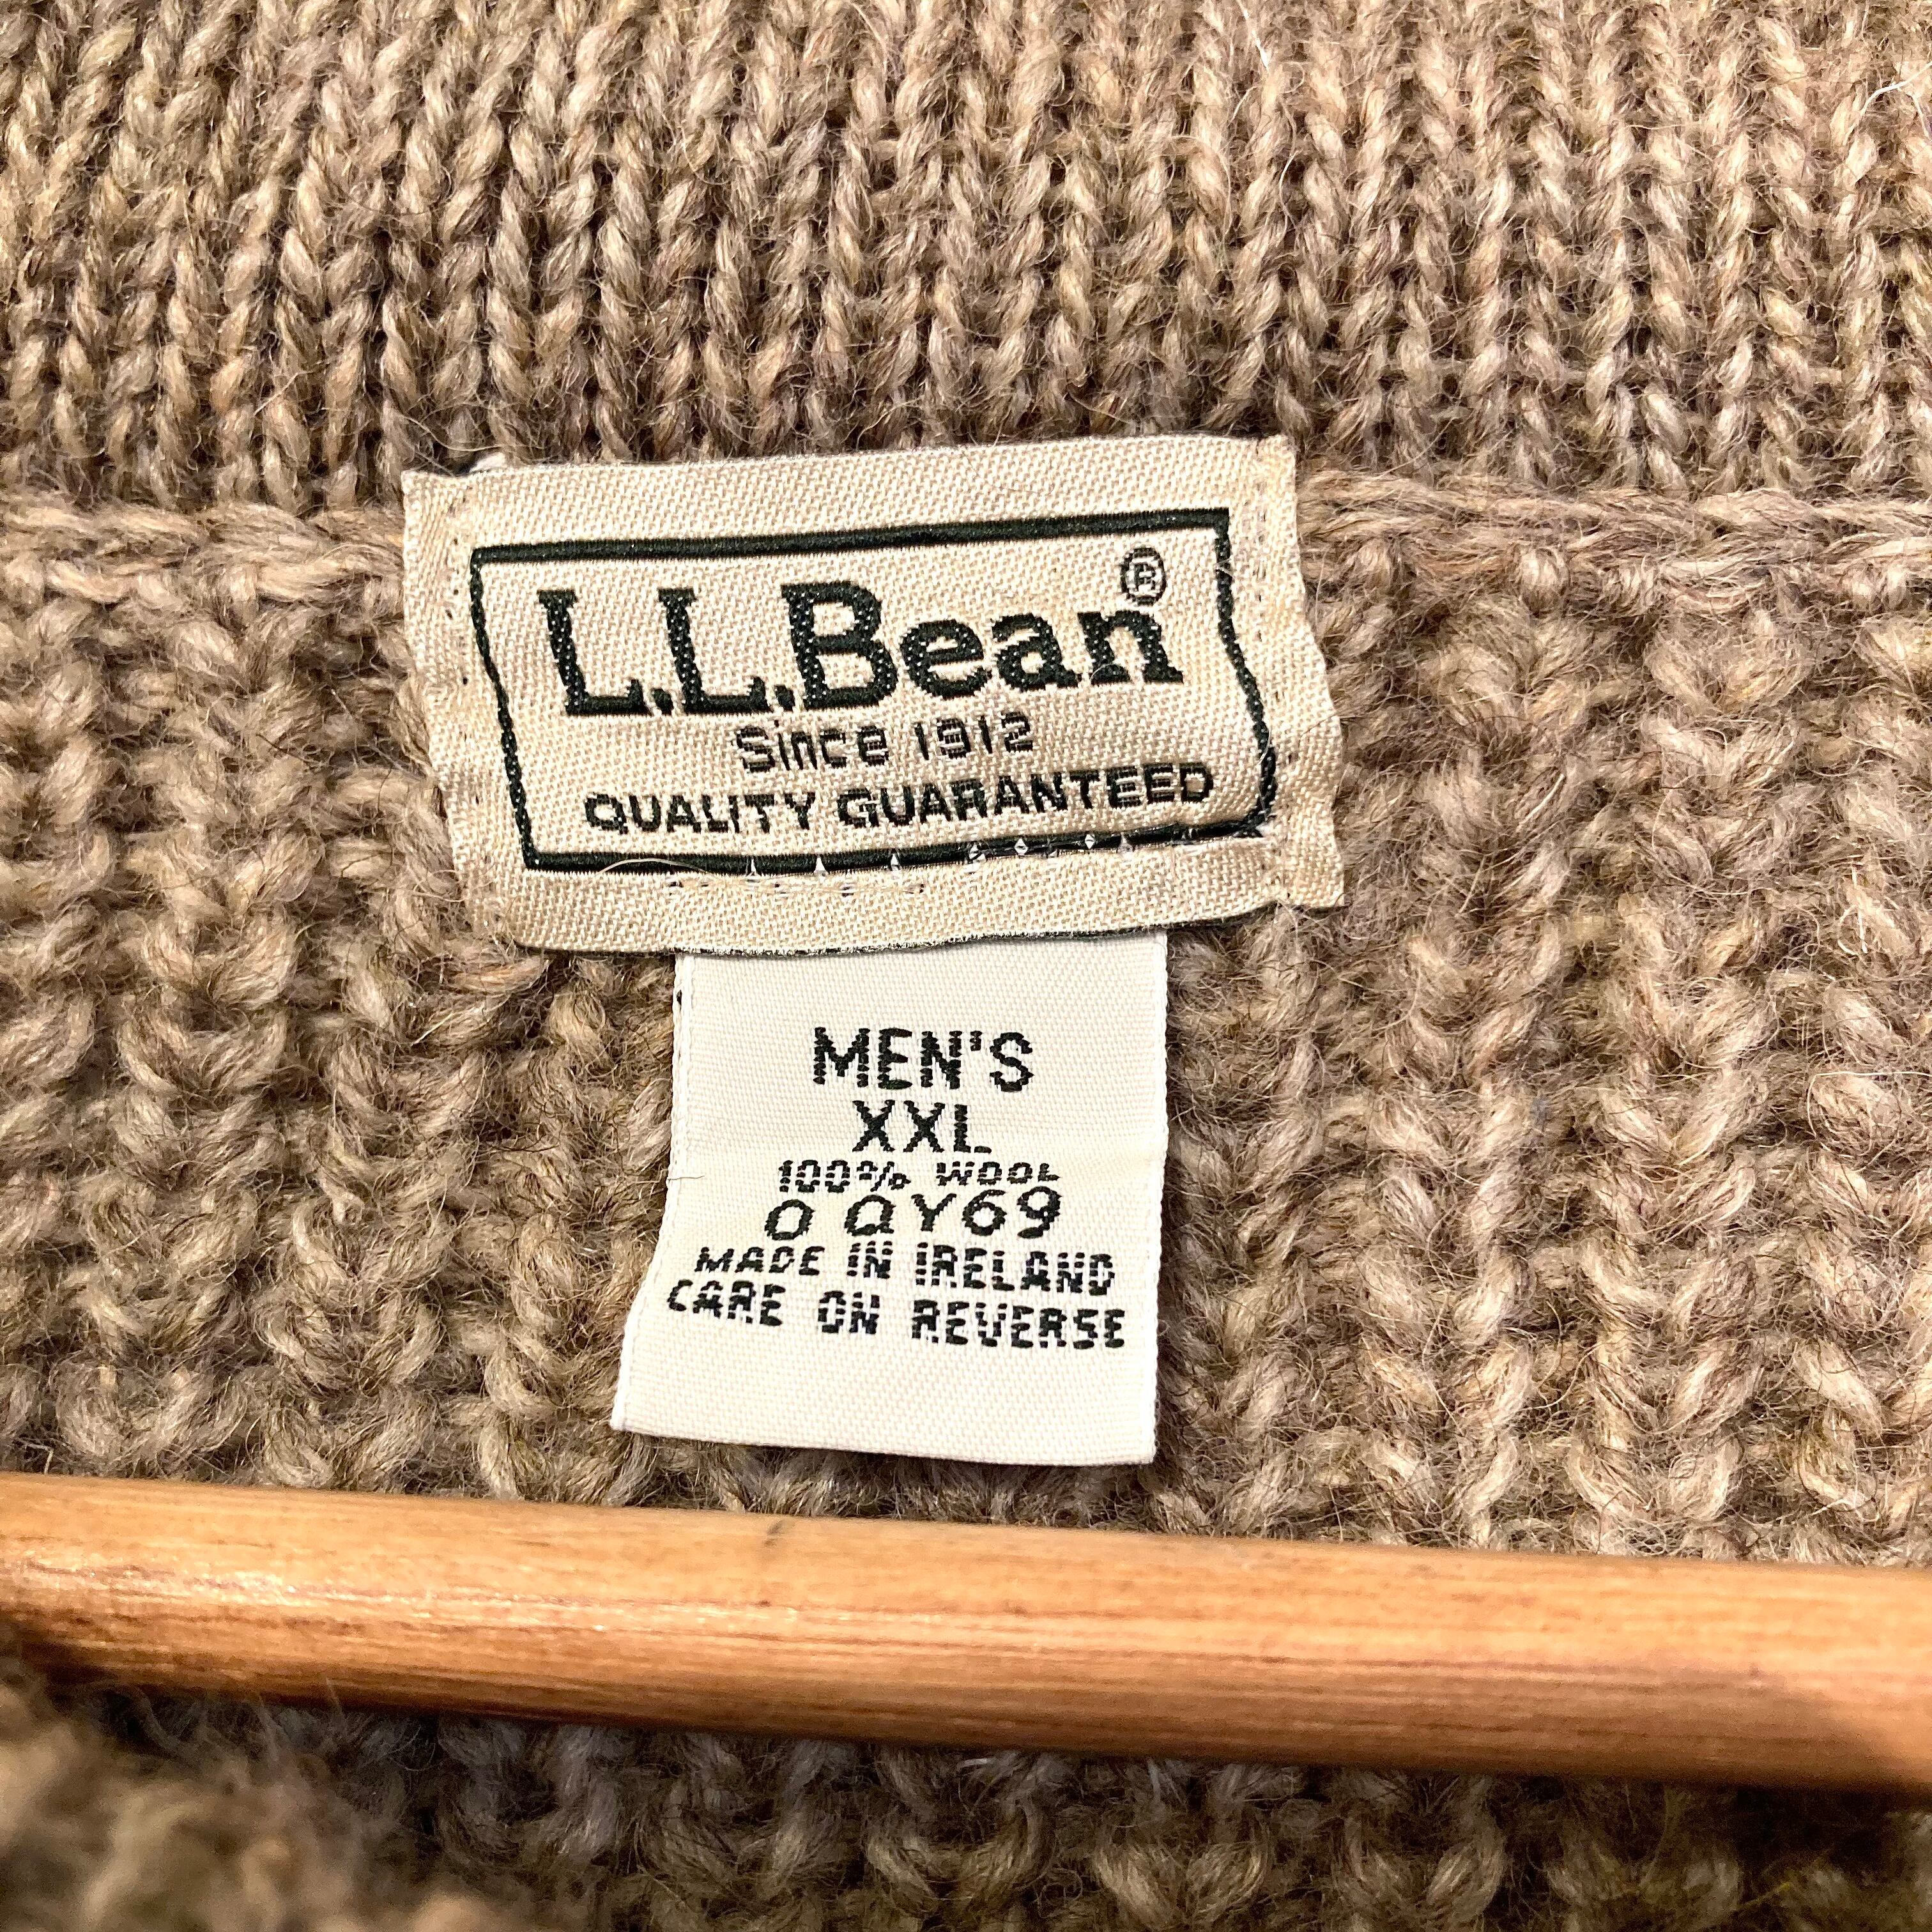 L.L.Bean®
Since 1912
QUALITY GUARANTEED
MEN'S
XXL
100% WOOL
0 QY69
MADE IN IRELAND
CARE ON REVERSE